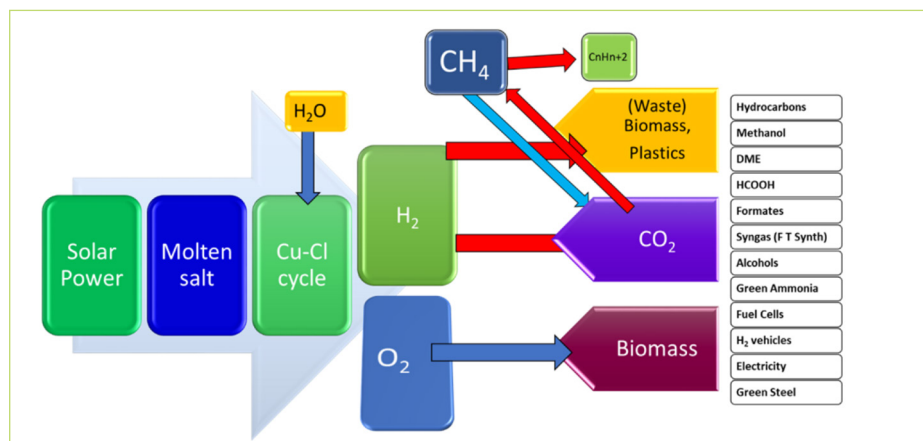 CH₄
CnHn+2
H₂O
(Waste)
Biomass,
Plastics
H₂
Solar
Power
Molten
salt
Cu-Cl
cycle
CO₂
O₂
Biomass
Hydrocarbons
Methanol
DME
HCOOH
Formates
Syngas (F T Synth)
Alcohols
Green Ammonia
Fuel Cells
H₂ vehicles
Electricity
Green Steel